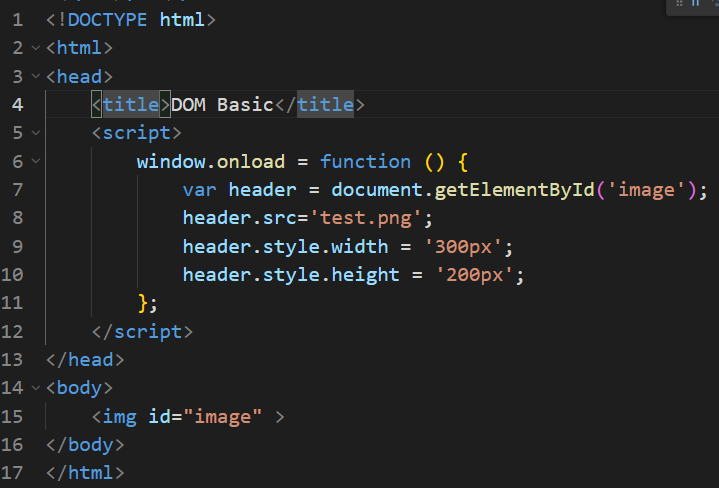 1 <!DOCTYPE html>
2 <html>
3 <head>
4     <title>DOM Basic</title>
5     <script>
6         window.onload = function () {
7             var header = document.getElementById('image');
8             header.src='test.png';
9             header.style.width = '300px';
10             header.style.height = '200px';
11         };
12     </script>
13 </head>
14 <body>
15     <img id="image" >
16 </body>
17 </html>